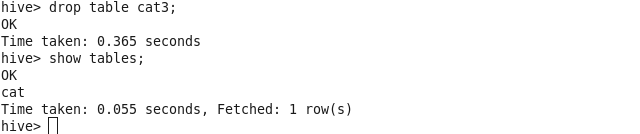 hive> drop table cat3;
OK
Time taken: 0.365 seconds
hive> show tables;
OK
cat
Time taken: 0.055 seconds, Fetched: 1 row(s)
hive>